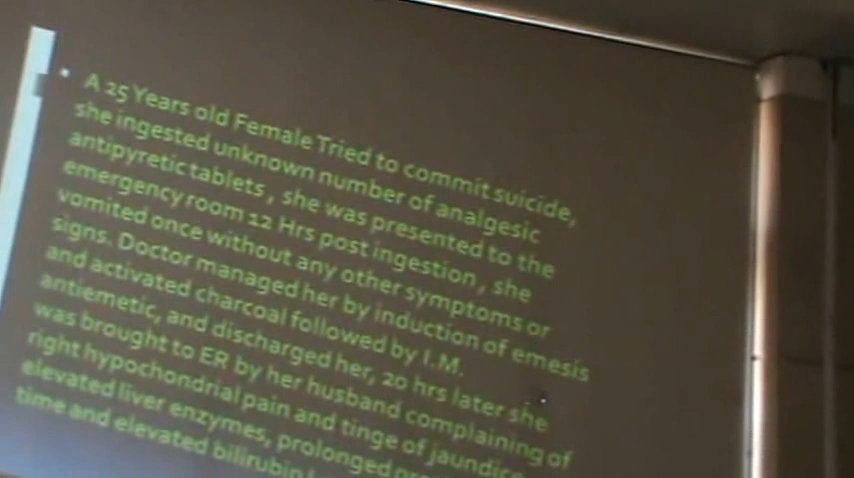 A 25 Years old Female Tried to commit suicide,
she ingested unknown number of analgesic
antipyretic tablets , she was presented to the
emergency room 12 Hrs post ingestion , she
vomited once without any other symptoms or
signs. Doctor managed her by induction of emesis
and activated charcoal followed by I.M.
antiemetic, and discharged her, 20 hrs later she
was brought to ER by her husband complaining of
right hypochondrial pain and tinge of jaundice
elevated liver enzymes, prolonged
time and elevated bilirubin